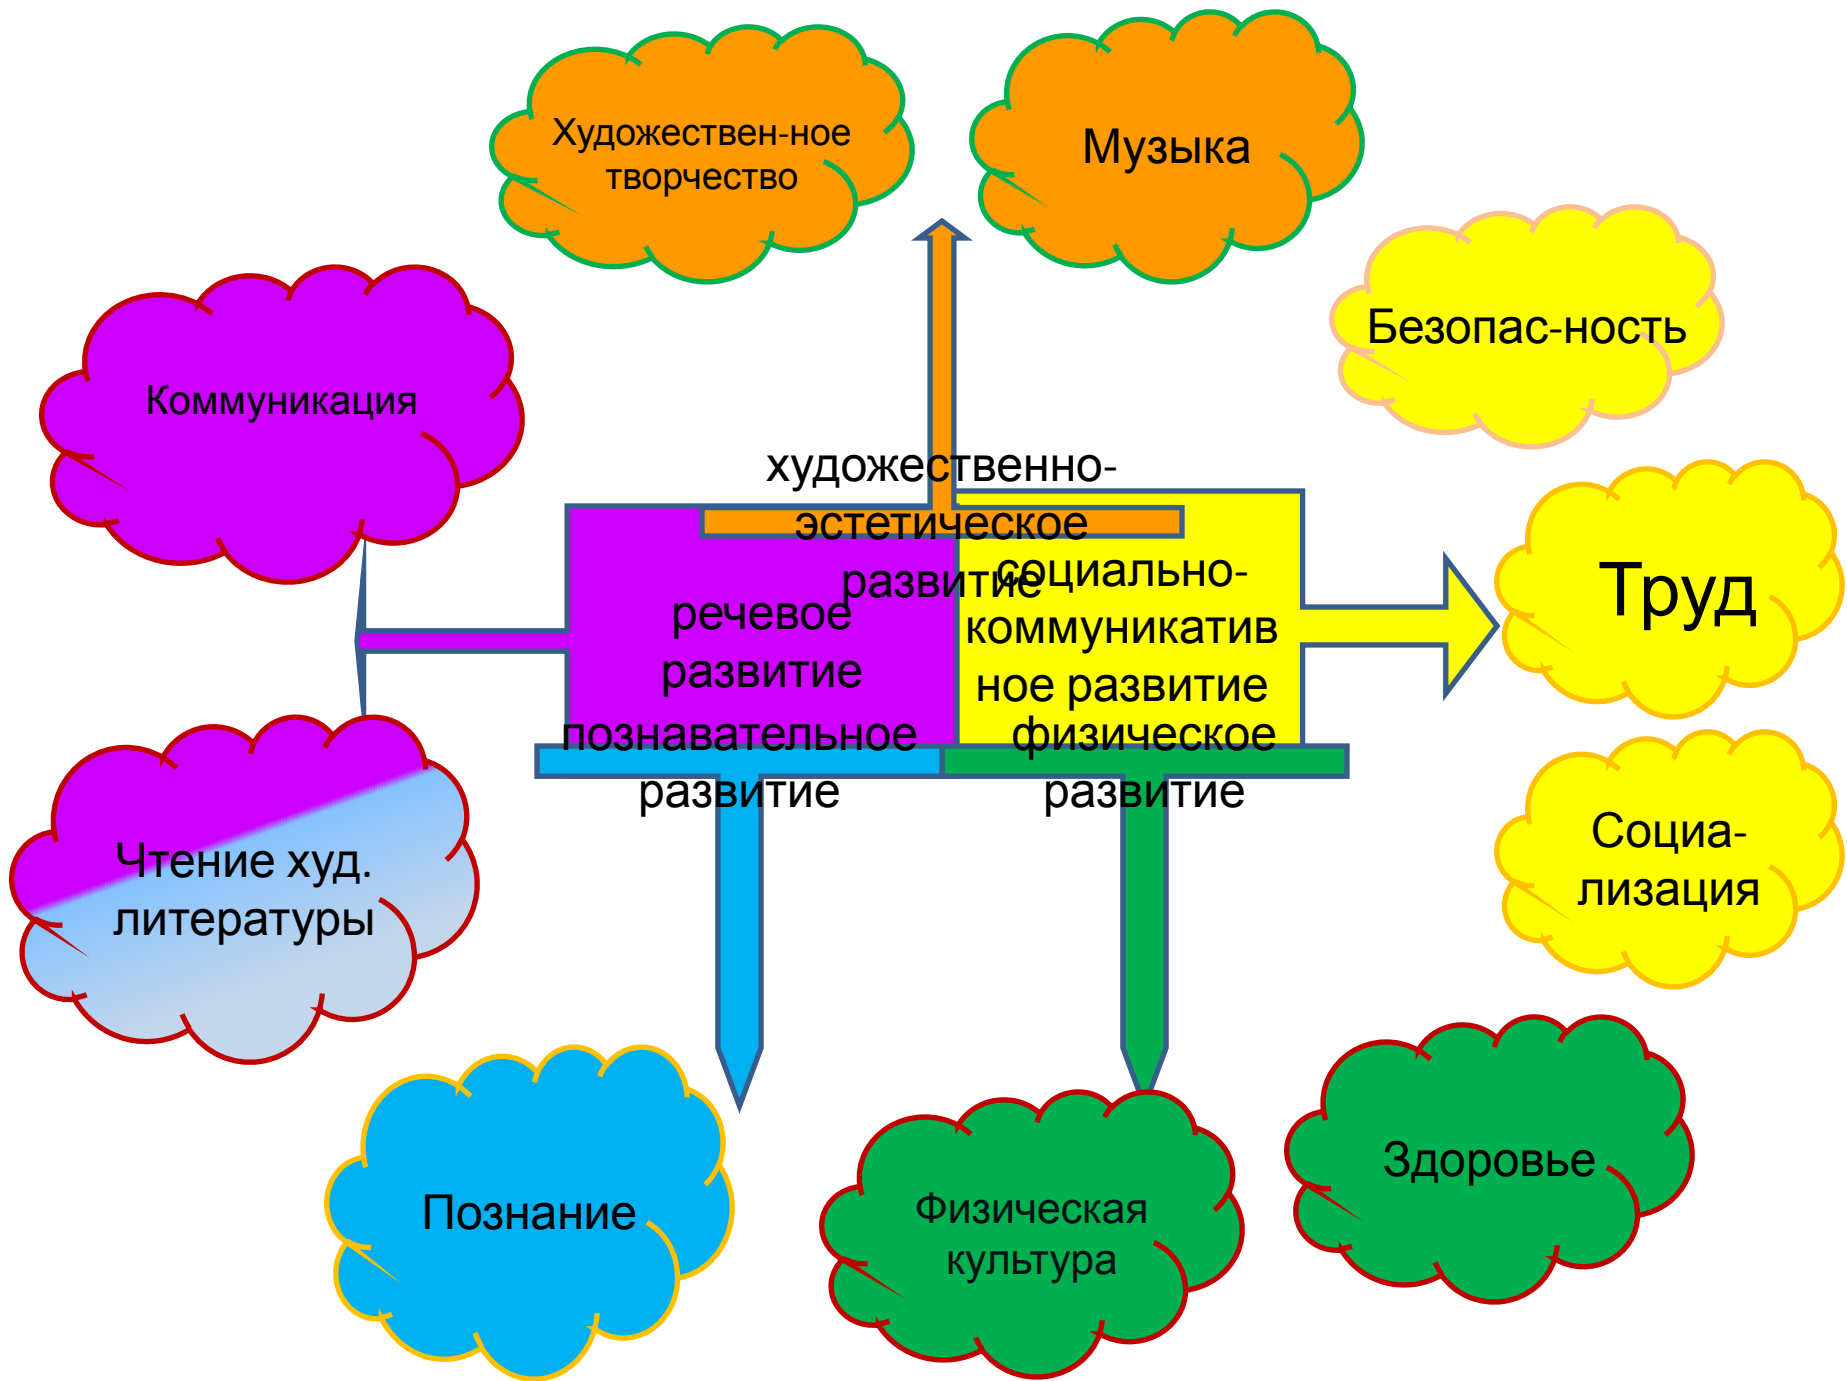 Художествен-ное
творчество
Музыка
Безопас-ность
Коммуникация
художественно-
эстетическое
развитие
речевое
развитие
социально-
коммуникатив
ное развитие
Труд
познавательное
развитие
физическое
развитие
Социа-
лизация
Чтение худ.
литературы
Познание
Физическая
культура
Здоровье